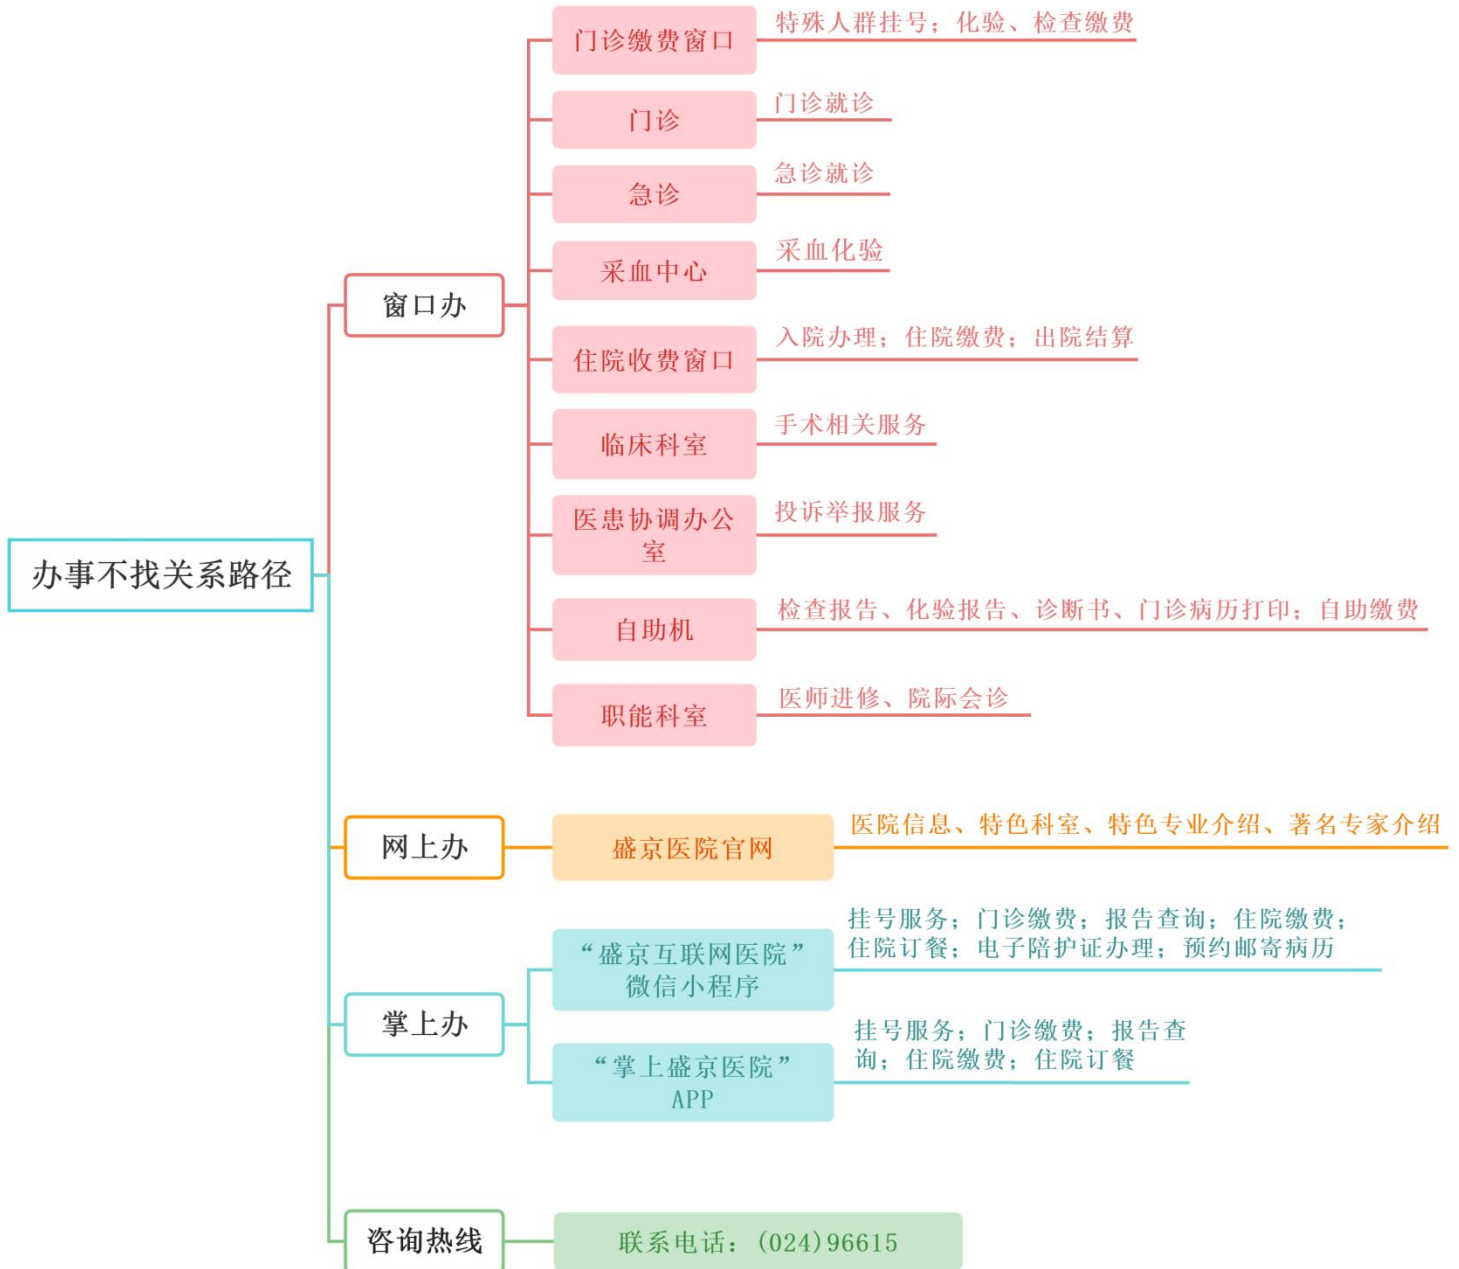 办事不找关系路径
窗口办
门诊缴费窗口
特殊人群挂号；化验、检查缴费
门诊
门诊就诊
急诊
急诊就诊
采血中心
采血化验
住院收费窗口
入院办理；住院缴费；出院结算
临床科室
手术相关服务
医患协调办公
室
投诉举报服务
自助机
检查报告、化验报告、诊断书、门诊病历打印；自助缴费
职能科室
医师进修、院际会诊
网上办
盛京医院官网
医院信息、特色科室、特色专业介绍、著名专家介绍
掌上办
“盛京互联网医院”
微信小程序
挂号服务；门诊缴费；报告查询；住院缴费；
住院订餐；电子陪护证办理；预约邮寄病历
“掌上盛京医院”
APP
挂号服务；门诊缴费；报告查
询；住院缴费；住院订餐
咨询热线
联系电话：(024)96615